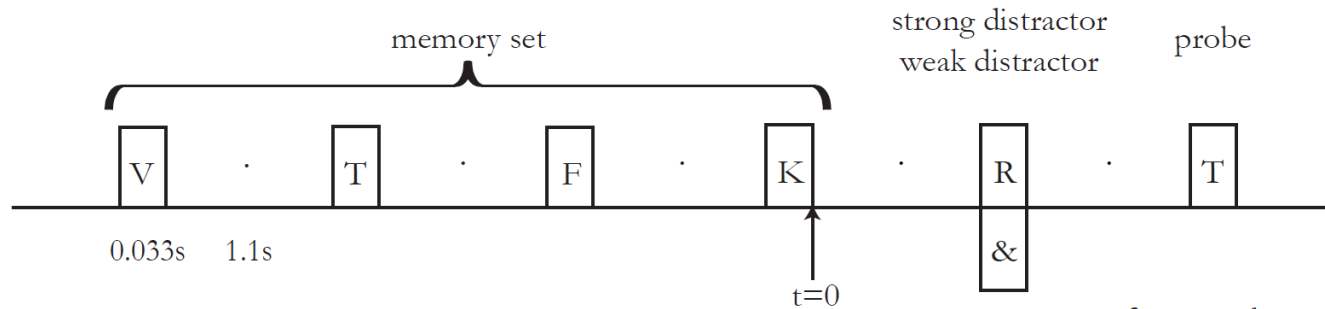 memory set
strong distractor
weak distractor
probe
V . T . F . K . R . T
0.033s 1.1s
&
t=0